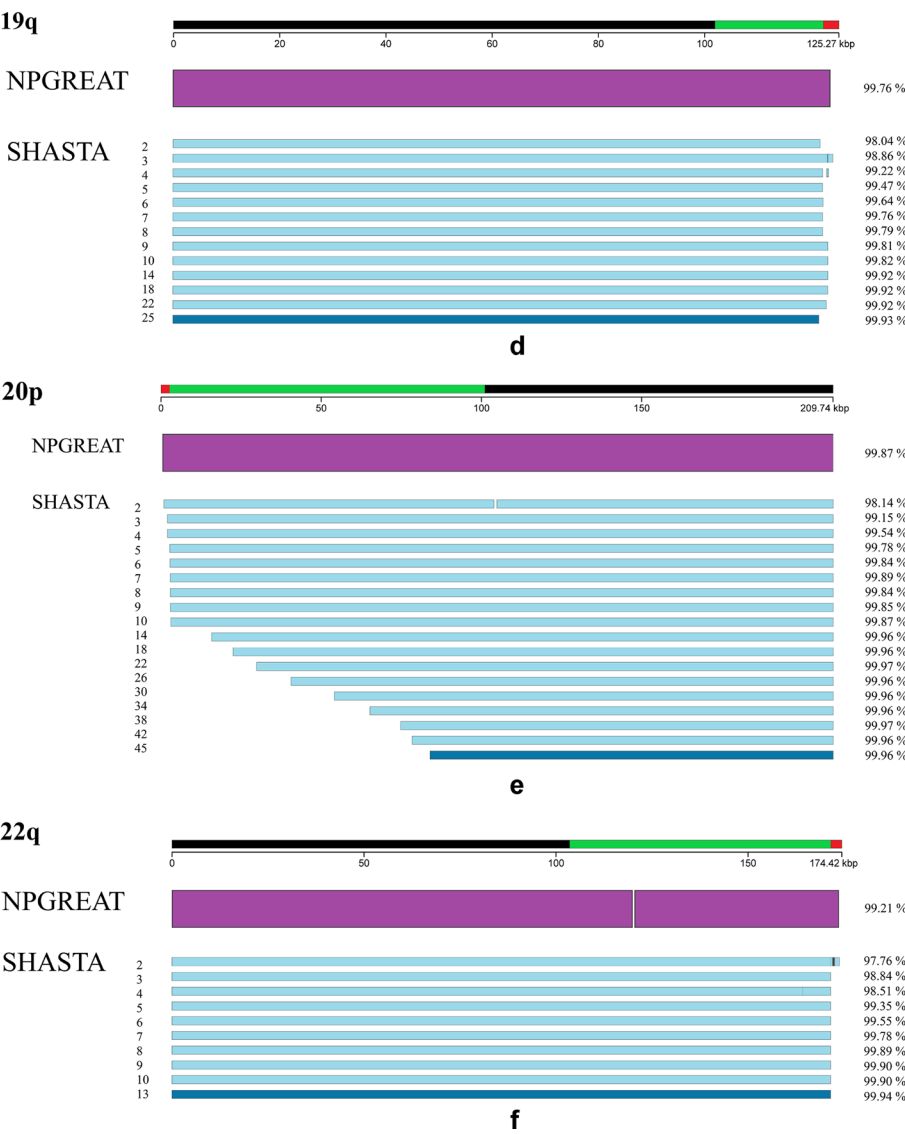 19q
0 20 40 60 80 100 125.27 kbp
NPGREAT 99.76 %
SHASTA
2 98.04 %
3 98.86 %
4 99.22 %
5 99.47 %
6 99.64 %
7 99.76 %
8 99.79 %
9 99.81 %
10 99.82 %
14 99.92 %
18 99.92 %
22 99.92 %
25 99.93 %
d
20p
0 50 100 150 209.74 kbp
NPGREAT 99.87 %
SHASTA
2 98.14 %
3 99.15 %
4 99.54 %
5 99.78 %
6 99.84 %
7 99.89 %
8 99.84 %
9 99.85 %
10 99.87 %
14 99.96 %
18 99.96 %
22 99.97 %
26 99.96 %
30 99.96 %
34 99.96 %
38 99.97 %
42 99.96 %
45 99.96 %
e
22q
0 50 100 150 174.42 kbp
NPGREAT 99.21 %
SHASTA
2 97.76 %
3 98.84 %
4 98.51 %
5 99.35 %
6 99.55 %
7 99.78 %
8 99.89 %
9 99.90 %
10 99.90 %
13 99.94 %
f